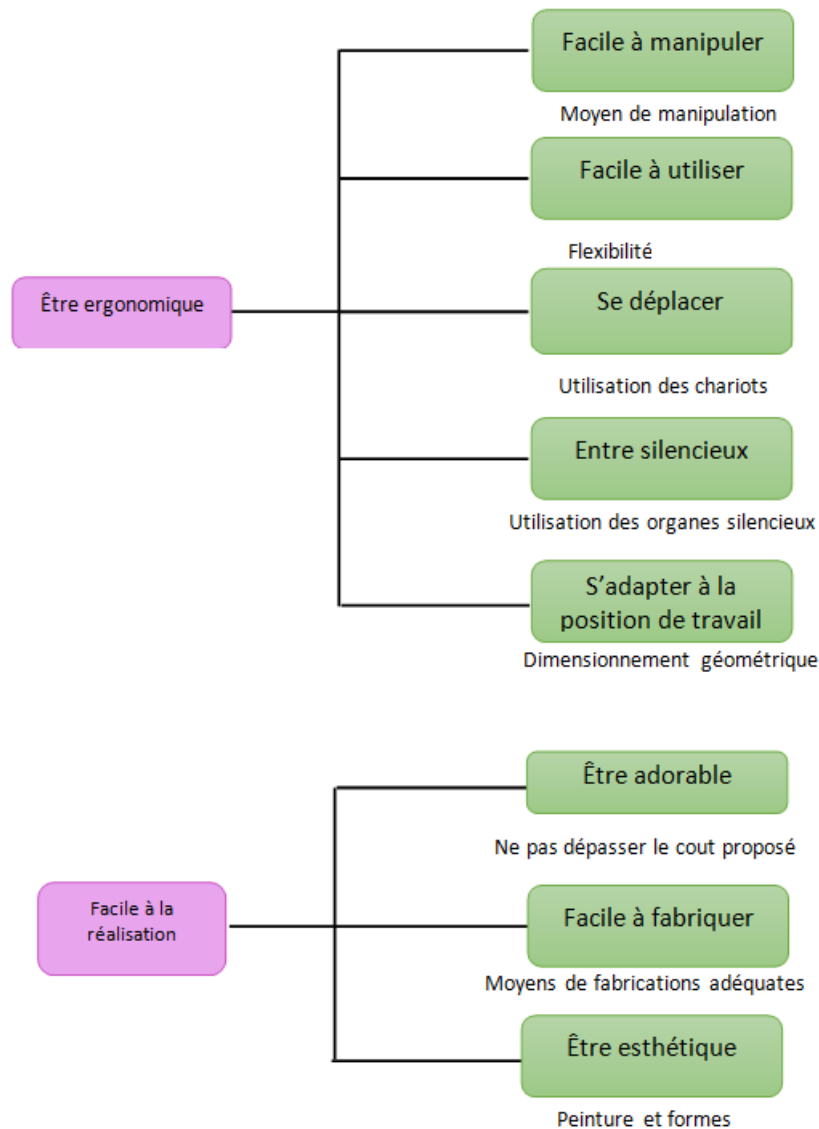 Facile à manipuler
Moyen de manipulation
Facile à utiliser
Flexibilité
Être ergonomique
Se déplacer
Utilisation des chariots
Entre silencieux
Utilisation des organes silencieux
S’adapter à la
position de travail
Dimensionnement géométrique
Être adorable
Ne pas dépasser le cout proposé
Facile à la
réalisation
Facile à fabriquer
Moyens de fabrications adéquates
Être esthétique
Peinture et formes